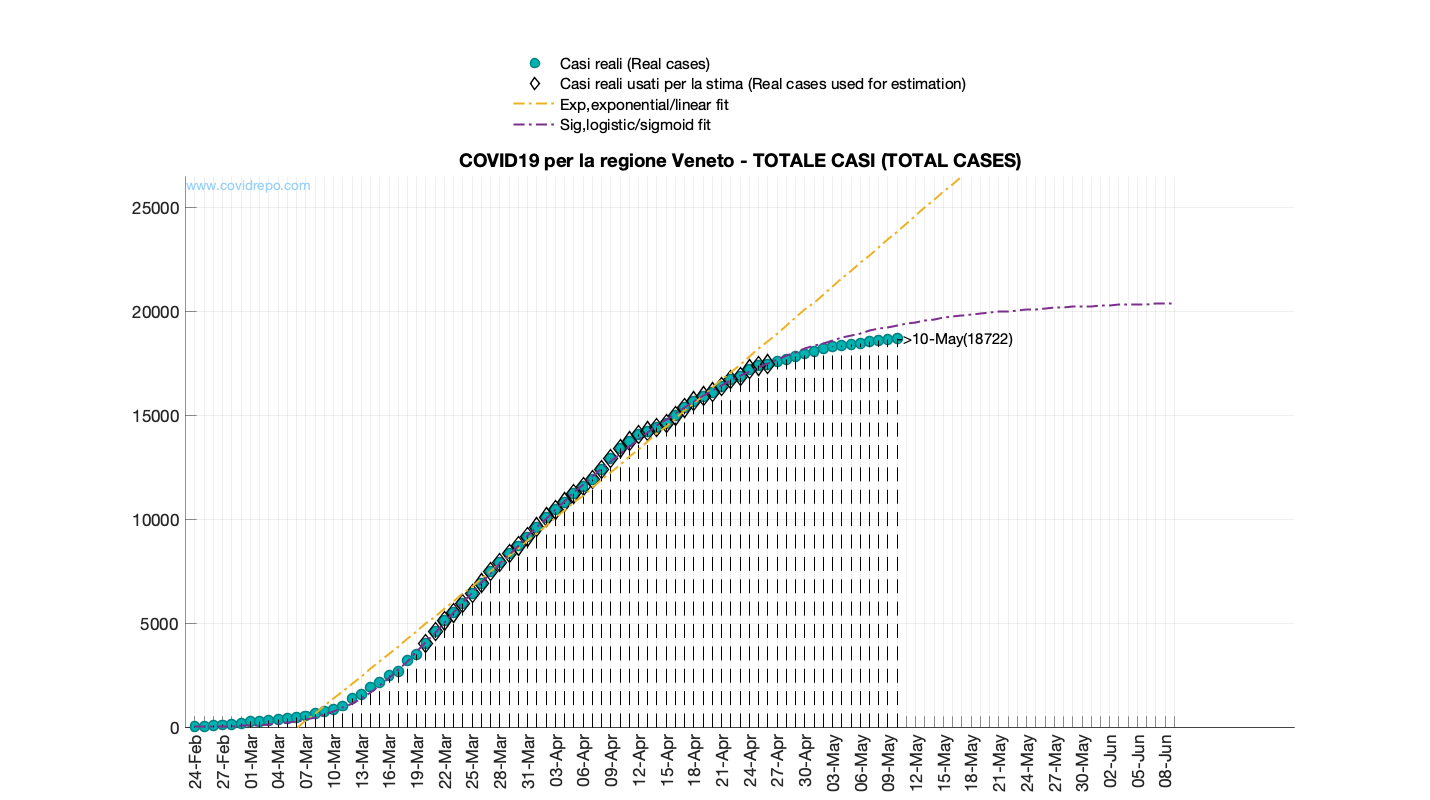 Casi reali (Real cases)
Casi reali usati per la stima (Real cases used for estimation)
Exp,exponential/linear fit
Sig,logistic/sigmoid fit
COVID19 per la regione Veneto - TOTALE CASI (TOTAL CASES)
www.covidrepo.com
25000
20000
15000
10000
5000
0
->10-May(18722)
24-Feb
27-Feb
01-Mar
04-Mar
07-Mar
10-Mar
13-Mar
16-Mar
19-Mar
22-Mar
25-Mar
28-Mar
31-Mar
03-Apr
06-Apr
09-Apr
12-Apr
15-Apr
18-Apr
21-Apr
24-Apr
27-Apr
30-Apr
03-May
06-May
09-May
12-May
15-May
18-May
21-May
24-May
27-May
30-May
02-Jun
05-Jun
08-Jun